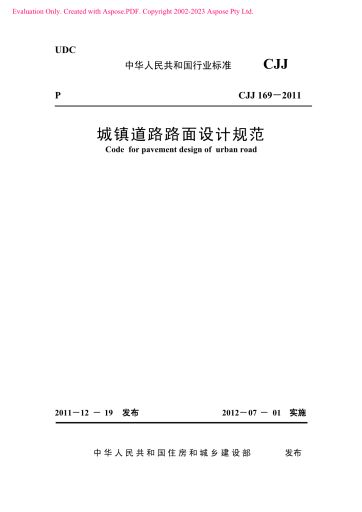 Evaluation Only. Created with Aspose.PDF. Copyright 2002-2023 Aspose Pty Ltd.
UDC
中华人民共和国行业标准 CJJ
P CJJ 169－2011
城镇道路路面设计规范
Code for pavement design of urban road
2011－12 － 19 发布 2012－07 － 01 实施
中华人民共和国住房和城乡建设部 发布